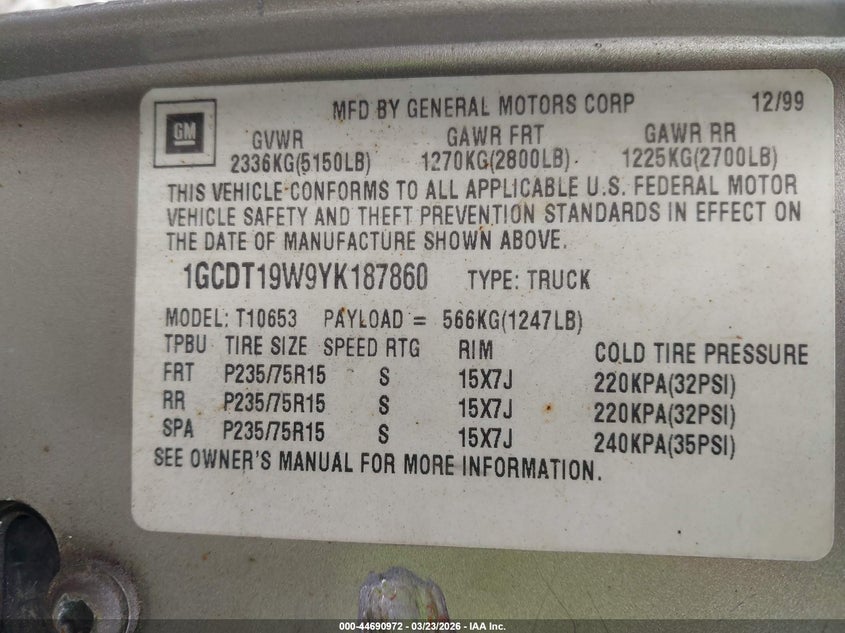 GM
MFD BY GENERAL MOTORS CORP 12/99
GVWR GAWR FRT GAWR RR
2336KG(5150LB) 1270KG(2800LB) 1225KG(2700LB)
THIS VEHICLE CONFORMS TO ALL APPLICABLE U.S. FEDERAL MOTOR
VEHICLE SAFETY AND THEFT PREVENTION STANDARDS IN EFFECT ON
THE DATE OF MANUFACTURE SHOWN ABOVE.
1GCDT19W9YK187860 TYPE: TRUCK
MODEL: T10653 PAYLOAD = 566KG(1247LB)
TPBU TIRE SIZE SPEED RTG RIM COLD TIRE PRESSURE
FRT P235/75R15 S 15X7J 220KPA(32PSI)
RR P235/75R15 S 15X7J 220KPA(32PSI)
SPA P235/75R15 S 15X7J 240KPA(35PSI)
SEE OWNER'S MANUAL FOR MORE INFORMATION.
000-44690972 - 03/23/2026 - IAA Inc.